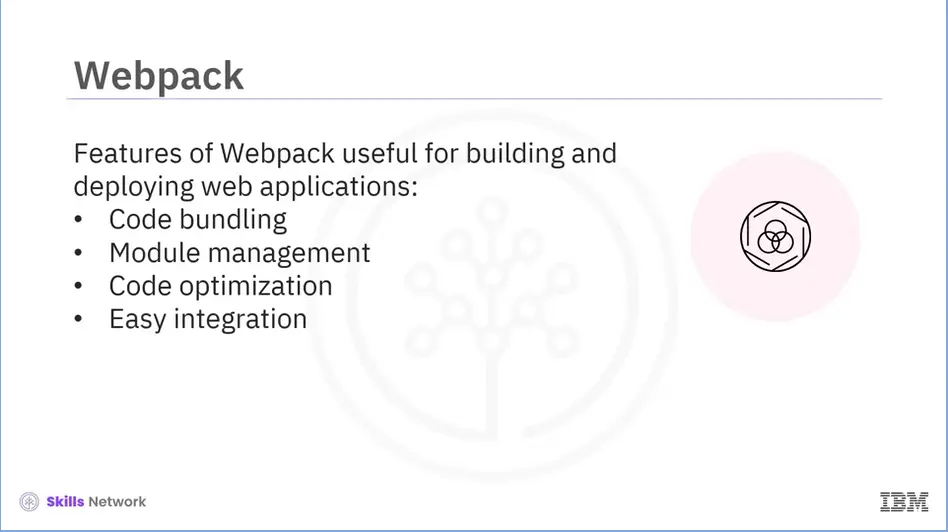 Webpack
Features of Webpack useful for building and
deploying web applications:
• Code bundling
• Module management
• Code optimization
• Easy integration
Skills Network
IBM